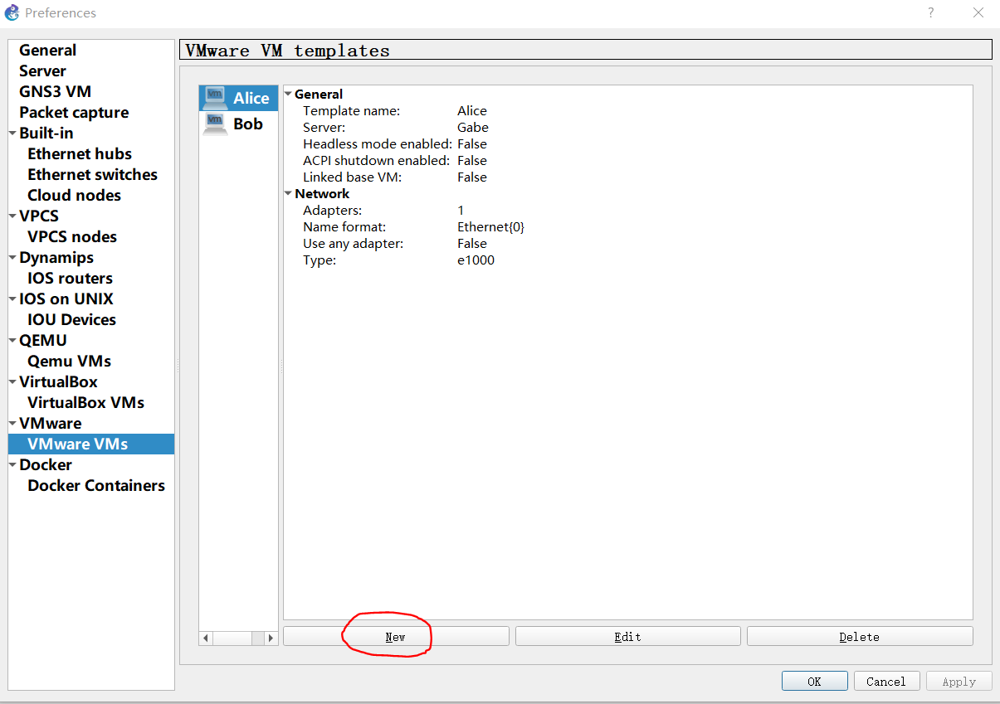 Preferences
?
General
Server
GNS3 VM
Packet capture
Built-in
Ethernet hubs
Ethernet switches
Cloud nodes
VPCS
VPCS nodes
Dynamips
IOS routers
IOS on UNIX
IOU Devices
QEMU
Qemu VMs
VirtualBox
VirtualBox VMs
VMware
VMware VMs
Docker
Docker Containers
VMware VM templates
vm Alice
vm Bob
General
Template name: Alice
Server: Gabe
Headless mode enabled: False
ACPI shutdown enabled: False
Linked base VM: False
Network
Adapters: 1
Name format: Ethernet{0}
Use any adapter: False
Type: e1000
New Edit Delete
OK Cancel Apply